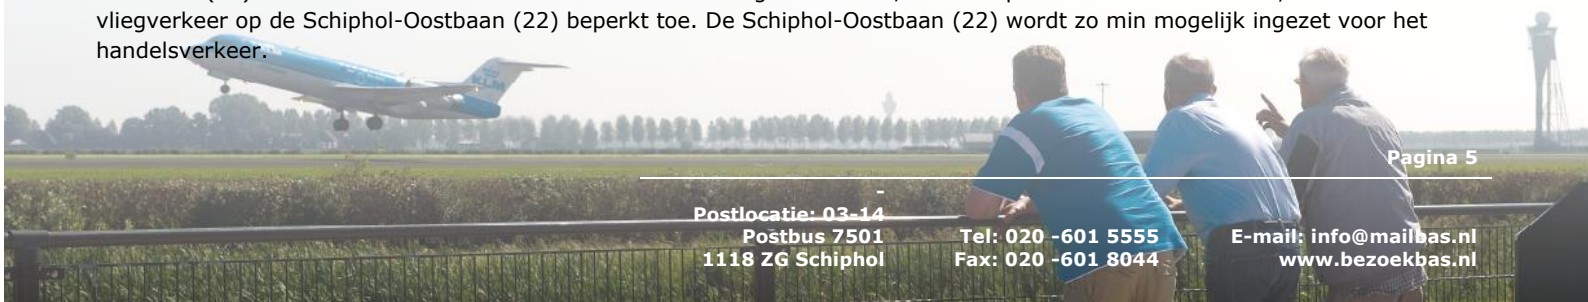 vliegverkeer op de Schiphol-Oostbaan (22) beperkt toe. De Schiphol-Oostbaan (22) wordt zo min mogelijk ingezet voor het
handelsverkeer.
KLM
Pagina 5
-
Postlocatie: 03-14
Postbus 7501
1118 ZG Schiphol
Tel: 020 -601 5555
Fax: 020 -601 8044
E-mail: info@mailbas.nl
www.bezoekbas.nl